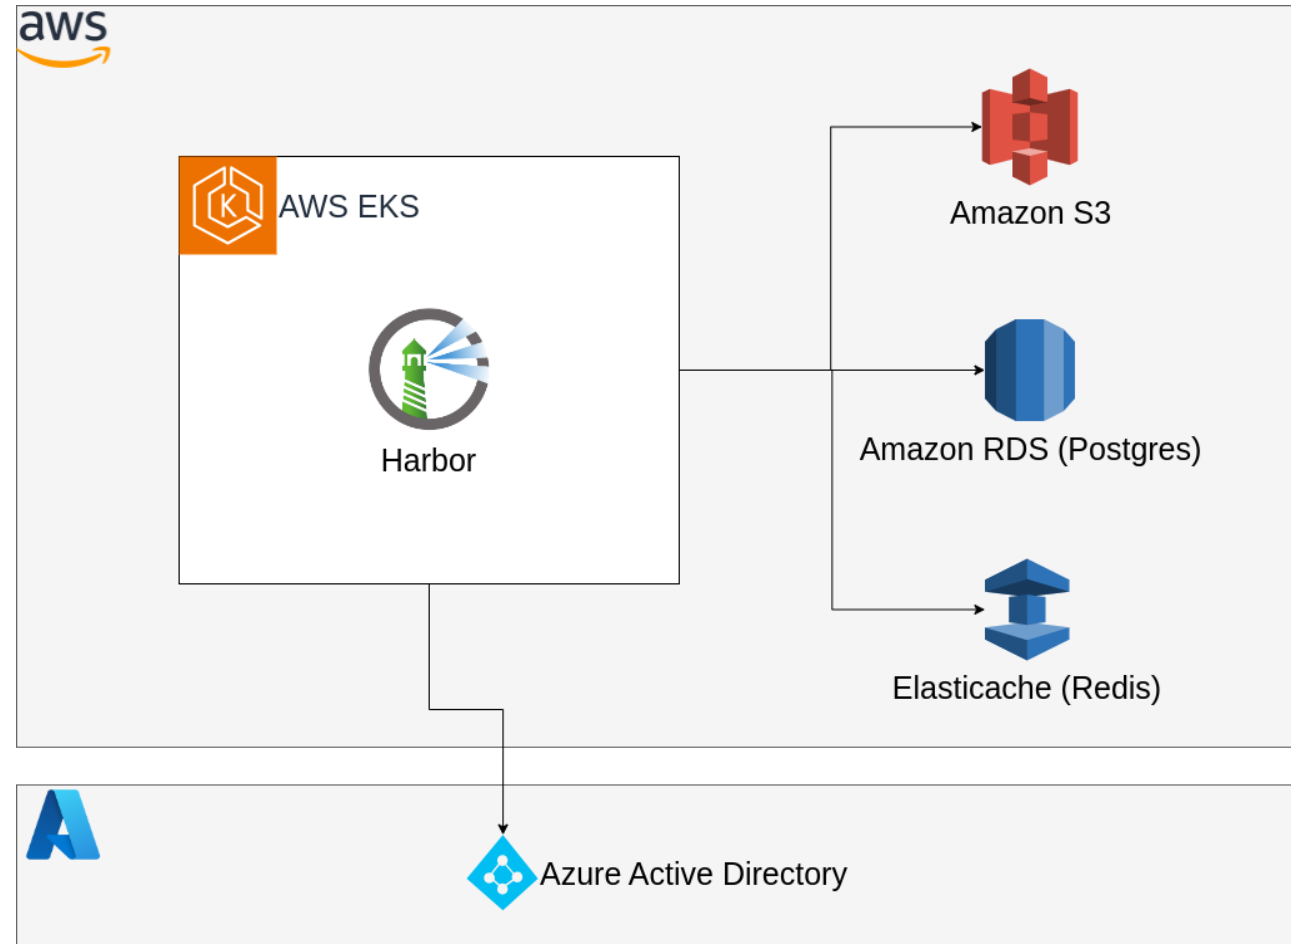 aws
AWS EKS
K
Harbor
Amazon S3
Amazon RDS (Postgres)
Elasticache (Redis)
Azure Active Directory